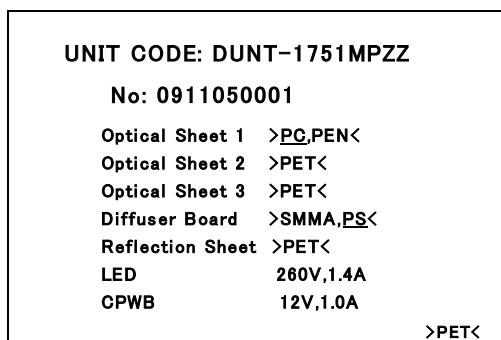 UNIT CODE: DUNT-1751MPZZ
No: 0911050001
Optical Sheet 1 >PC,PEN<
Optical Sheet 2 >PET<
Optical Sheet 3 >PET<
Diffuser Board >SMMA,PS<
Reflection Sheet >PET<
LED 260V,1.4A
CPWB 12V,1.0A
>PET<